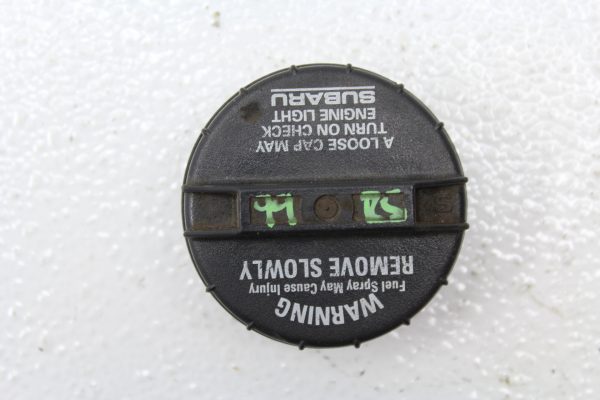 WARNING
Fuel Spray May Cause Injury
REMOVE SLOWLY
A LOOSE CAP MAY
TURN ON CHECK
ENGINE LIGHT
SUBARU